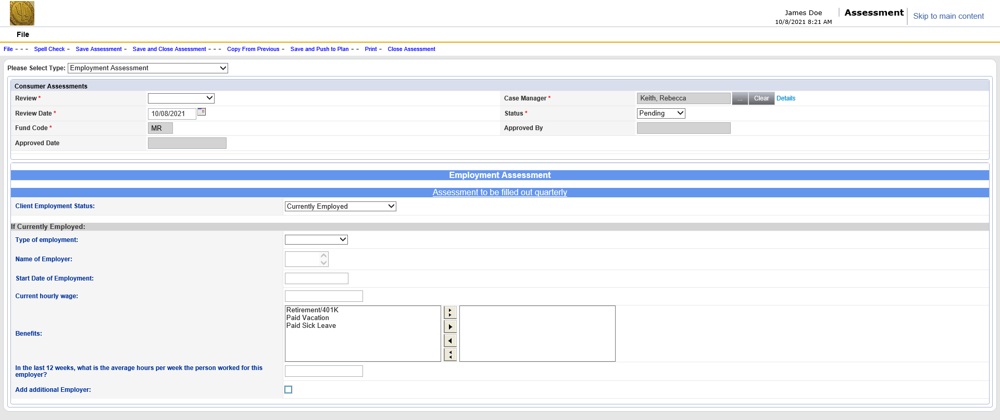 James Doe
10/8/2021 8:21 AM
Assessment
Skip to main content
File
File - - - Spell Check - Save Assessment - Save and Close Assessment - - - Copy From Previous - Save and Push to Plan - - Print - Close Assessment
Please Select Type: Employment Assessment
Consumer Assessments
Review * Case Manager * Keith, Rebecca ... Clear Details
Review Date * 10/08/2021 Status * Pending
Fund Code * MR Approved By
Approved Date
Employment Assessment
Assessment to be filled out quarterly
Client Employment Status: Currently Employed
If Currently Employed:
Type of employment:
Name of Employer:
Start Date of Employment:
Current hourly wage:
Benefits:
Retirement/401K
Paid Vacation
Paid Sick Leave
In the last 12 weeks, what is the average hours per week the person worked for this
employer?
Add additional Employer: